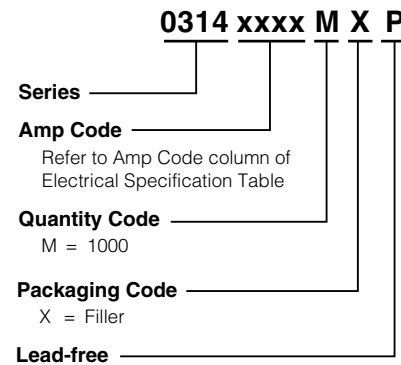 0314 xxxx M X P
Series
Amp Code
Refer to Amp Code column of
Electrical Specification Table
Quantity Code
M = 1000
Packaging Code
X = Filler
Lead-free